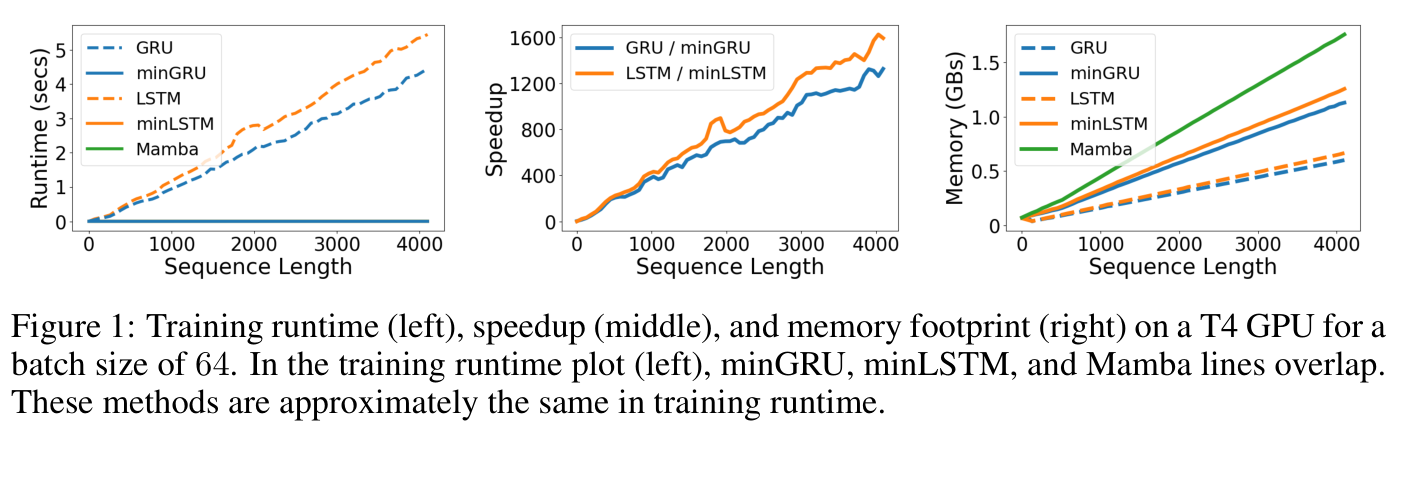 5
4
3
2
1
0
Runtime (secs)
GRU
minGRU
LSTM
minLSTM
Mamba
0 1000 2000 3000 4000
Sequence Length
1600
1200
800
400
0
Speedup
GRU / minGRU
LSTM / minLSTM
0 1000 2000 3000 4000
Sequence Length
1.5
1.0
0.5
0
Memory (GBs)
GRU
minGRU
LSTM
minLSTM
Mamba
0 1000 2000 3000 4000
Sequence Length
Figure 1: Training runtime (left), speedup (middle), and memory footprint (right) on a T4 GPU for a
batch size of 64. In the training runtime plot (left), minGRU, minLSTM, and Mamba lines overlap.
These methods are approximately the same in training runtime.